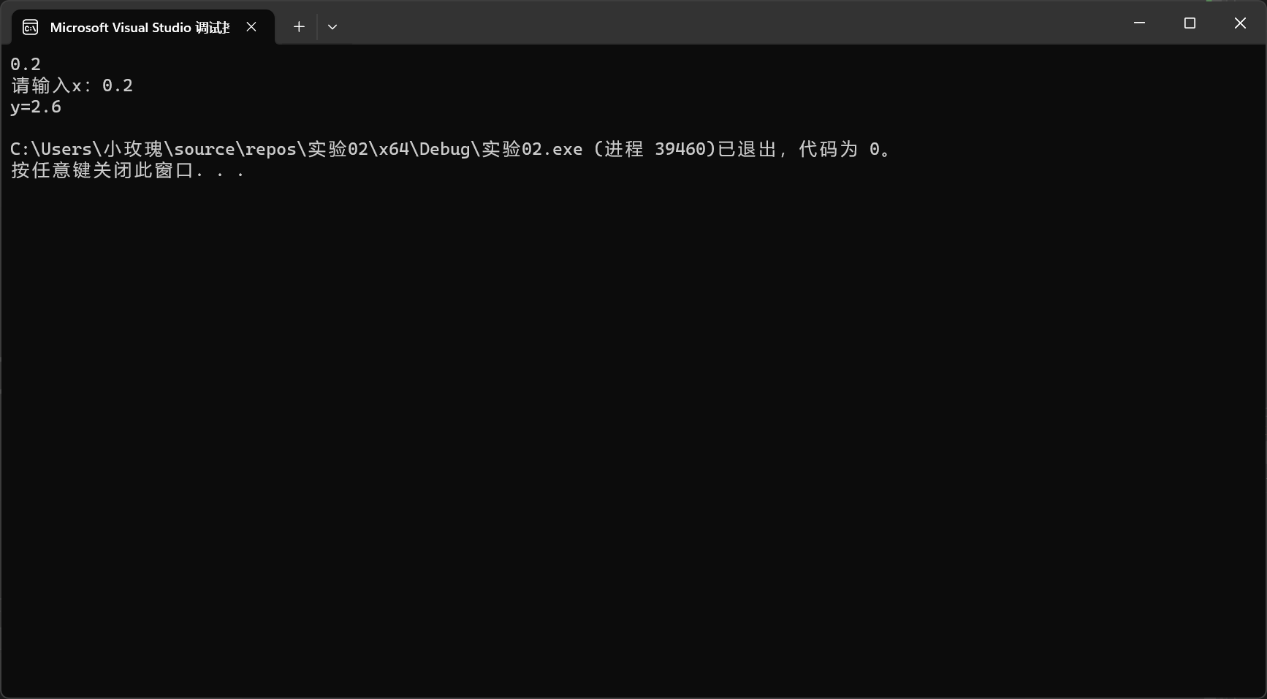 Microsoft Visual Studio 调试
0.2
请输入x: 0.2
y=2.6
C:\Users\小玫瑰\source\repos\实验02\x64\Debug\实验02.exe (进程 39460)已退出，代码为 0。
按任意键关闭此窗口. . .